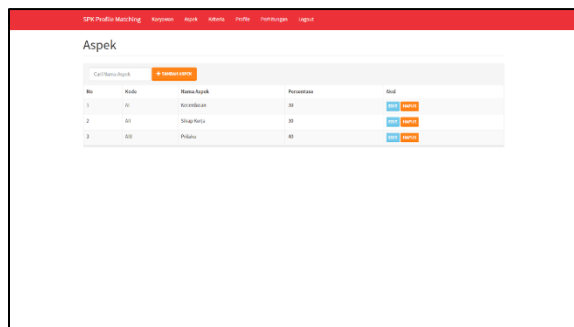 SPK Profile Matching Karyawan Aspek Kriteria Profile Perhitungan Logout
Aspek
Cari Nama Aspek + TAMBAH ASPEK
No Kode Nama Aspek Persentase Aksi
1 AI Kecerdasan 30 EDIT HAPUS
2 AII Sikap Kerja 30 EDIT HAPUS
3 AIII Prilaku 40 EDIT HAPUS